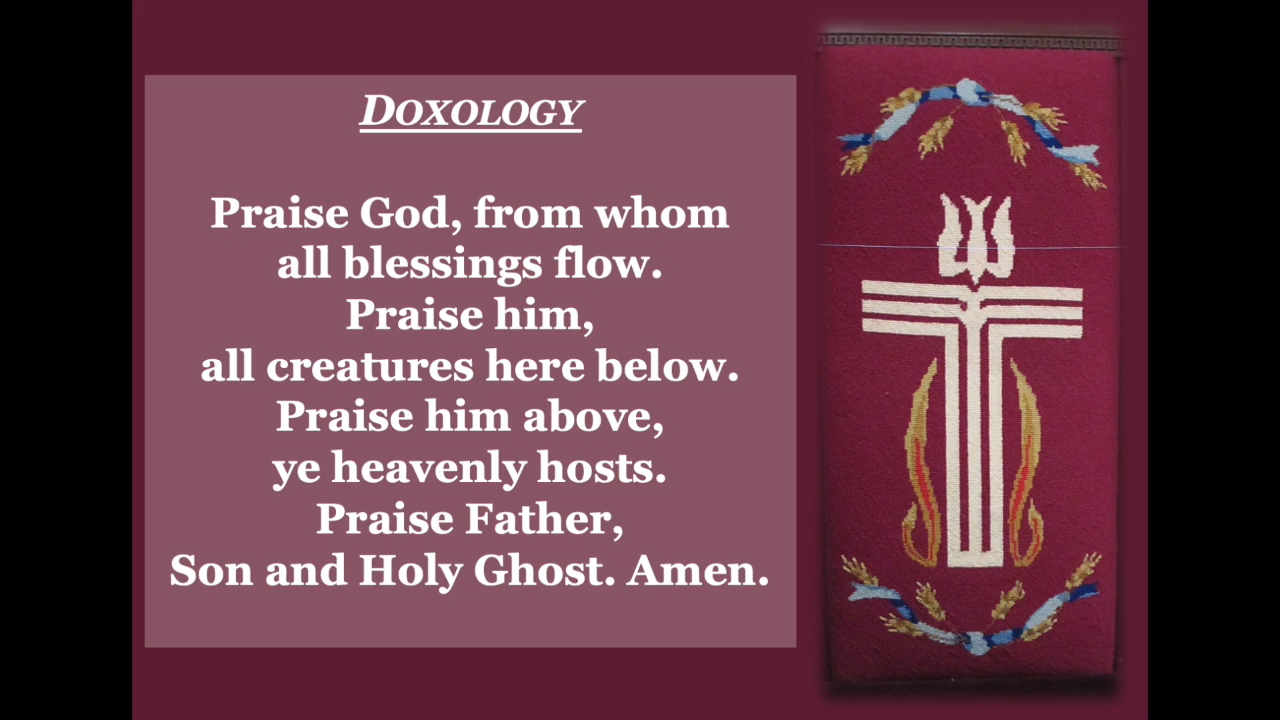 DOXOLOGY
Praise God, from whom
all blessings flow.
Praise him,
all creatures here below.
Praise him above,
ye heavenly hosts.
Praise Father,
Son and Holy Ghost. Amen.